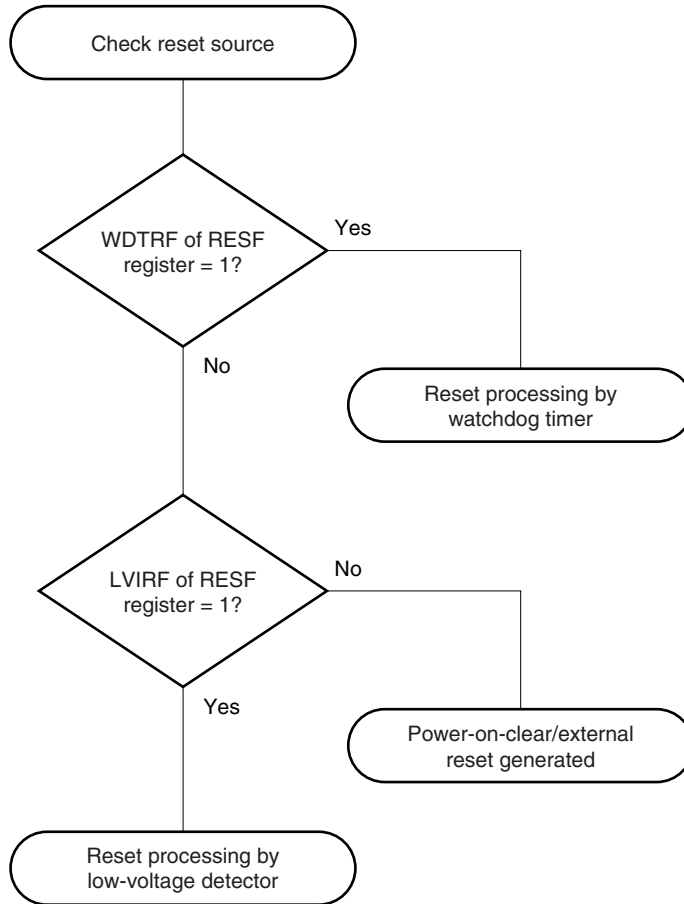 Check reset source
WDTRF of RESF
register = 1?
Yes
No
Reset processing by
watchdog timer
LVIRF of RESF
register = 1?
No
Yes
Power-on-clear/external
reset generated
Reset processing by
low-voltage detector